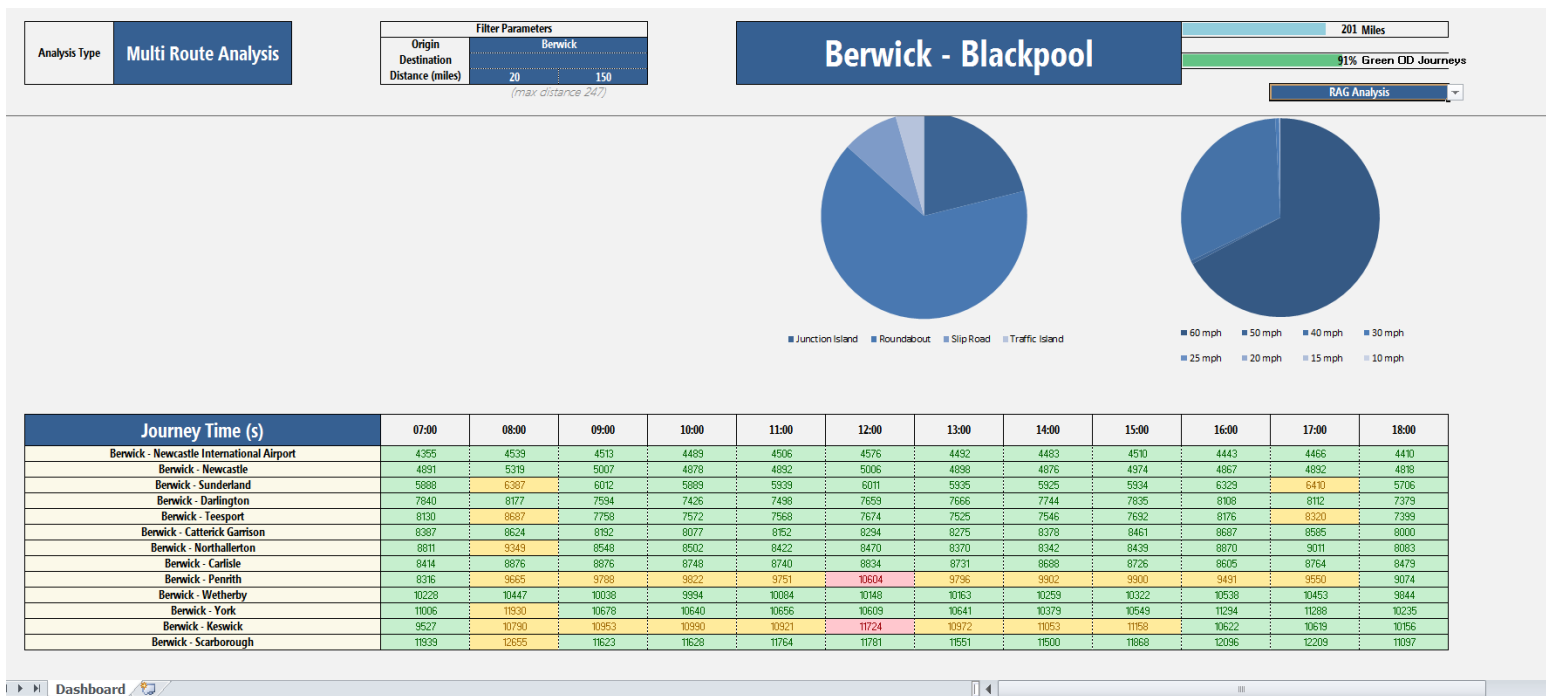 Analysis Type Multi Route Analysis
Filter Parameters
Origin Berwick
Destination
Distance (miles) 20 150
(max distance 247)
Berwick - Blackpool
201 Miles
91% Green OD Journeys
RAG Analysis
Junction Island Roundabout Slip Road Traffic Island
60 mph 50 mph 40 mph 30 mph
25 mph 20 mph 15 mph 10 mph
Journey Time (s) 07:00 08:00 09:00 10:00 11:00 12:00 13:00 14:00 15:00 16:00 17:00 18:00
Berwick - Newcastle International Airport 4355 4539 4513 4489 4506 4576 4492 4483 4510 4443 4466 4410
Berwick - Newcastle 4891 5319 5007 4878 4892 5006 4898 4876 4974 4867 4892 4818
Berwick - Sunderland 5888 6387 6012 5889 5939 6011 5935 5925 5934 6329 6410 5706
Berwick - Darlington 7840 8177 7594 7426 7498 7659 7666 7744 7835 8108 8112 7379
Berwick - Teesport 8130 8687 7758 7572 7568 7674 7525 7546 7692 8176 8320 7399
Berwick - Catterick Garrison 8387 8624 8192 8077 8152 8294 8275 8378 8461 8687 8585 8000
Berwick - Northallerton 8811 9349 8548 8502 8422 8470 8370 8342 8439 8870 9011 8083
Berwick - Carlisle 8414 8876 8876 8748 8740 8834 8731 8688 8726 8605 8764 8479
Berwick - Penrith 8316 9665 9788 9822 9751 10604 9796 9902 9900 9491 9550 9074
Berwick - Wetherby 10228 10447 10038 9994 10084 10148 10163 10259 10322 10538 10453 9844
Berwick - York 11006 11930 10678 10640 10656 10609 10641 10379 10549 11294 11288 10235
Berwick - Keswick 9527 10790 10953 10990 10921 11724 10972 11053 11158 10622 10619 10156
Berwick - Scarborough 11939 12655 11623 11628 11764 11781 11551 11500 11868 12096 12209 11097
Dashboard